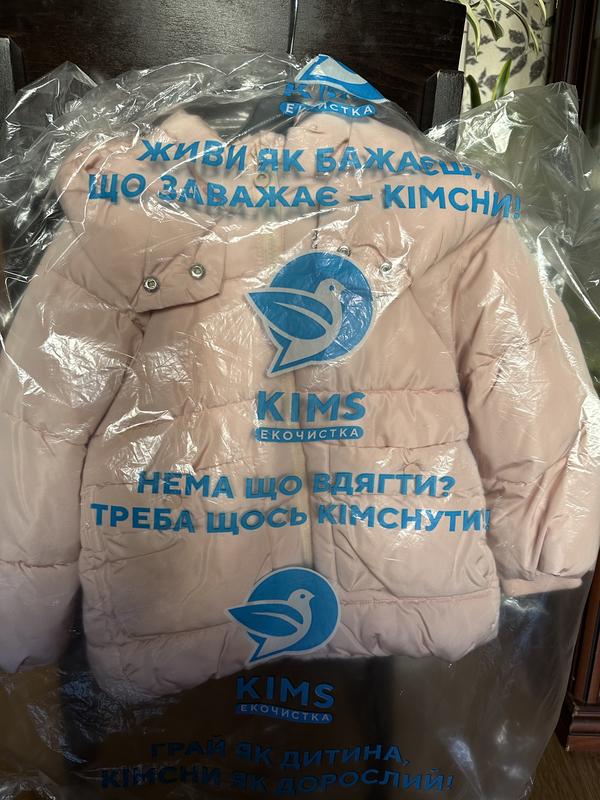 KIMS
ЕКОЧИСТКА
ЖИВИ ЯК БАЖАЄШ,
ЩО ЗАВАЖАЄ – КІМСНИ!
KIMS
ЕКОЧИСТКА
НЕМА ЩО ВДЯГТИ?
ТРЕБА ЩОСЬ КІМСНУТИ!
KIMS
ЕКОЧИСТКА
ГРАЙ ЯК ДИТИНА,
КІМСНИ ЯК ДОРОСЛИЙ!